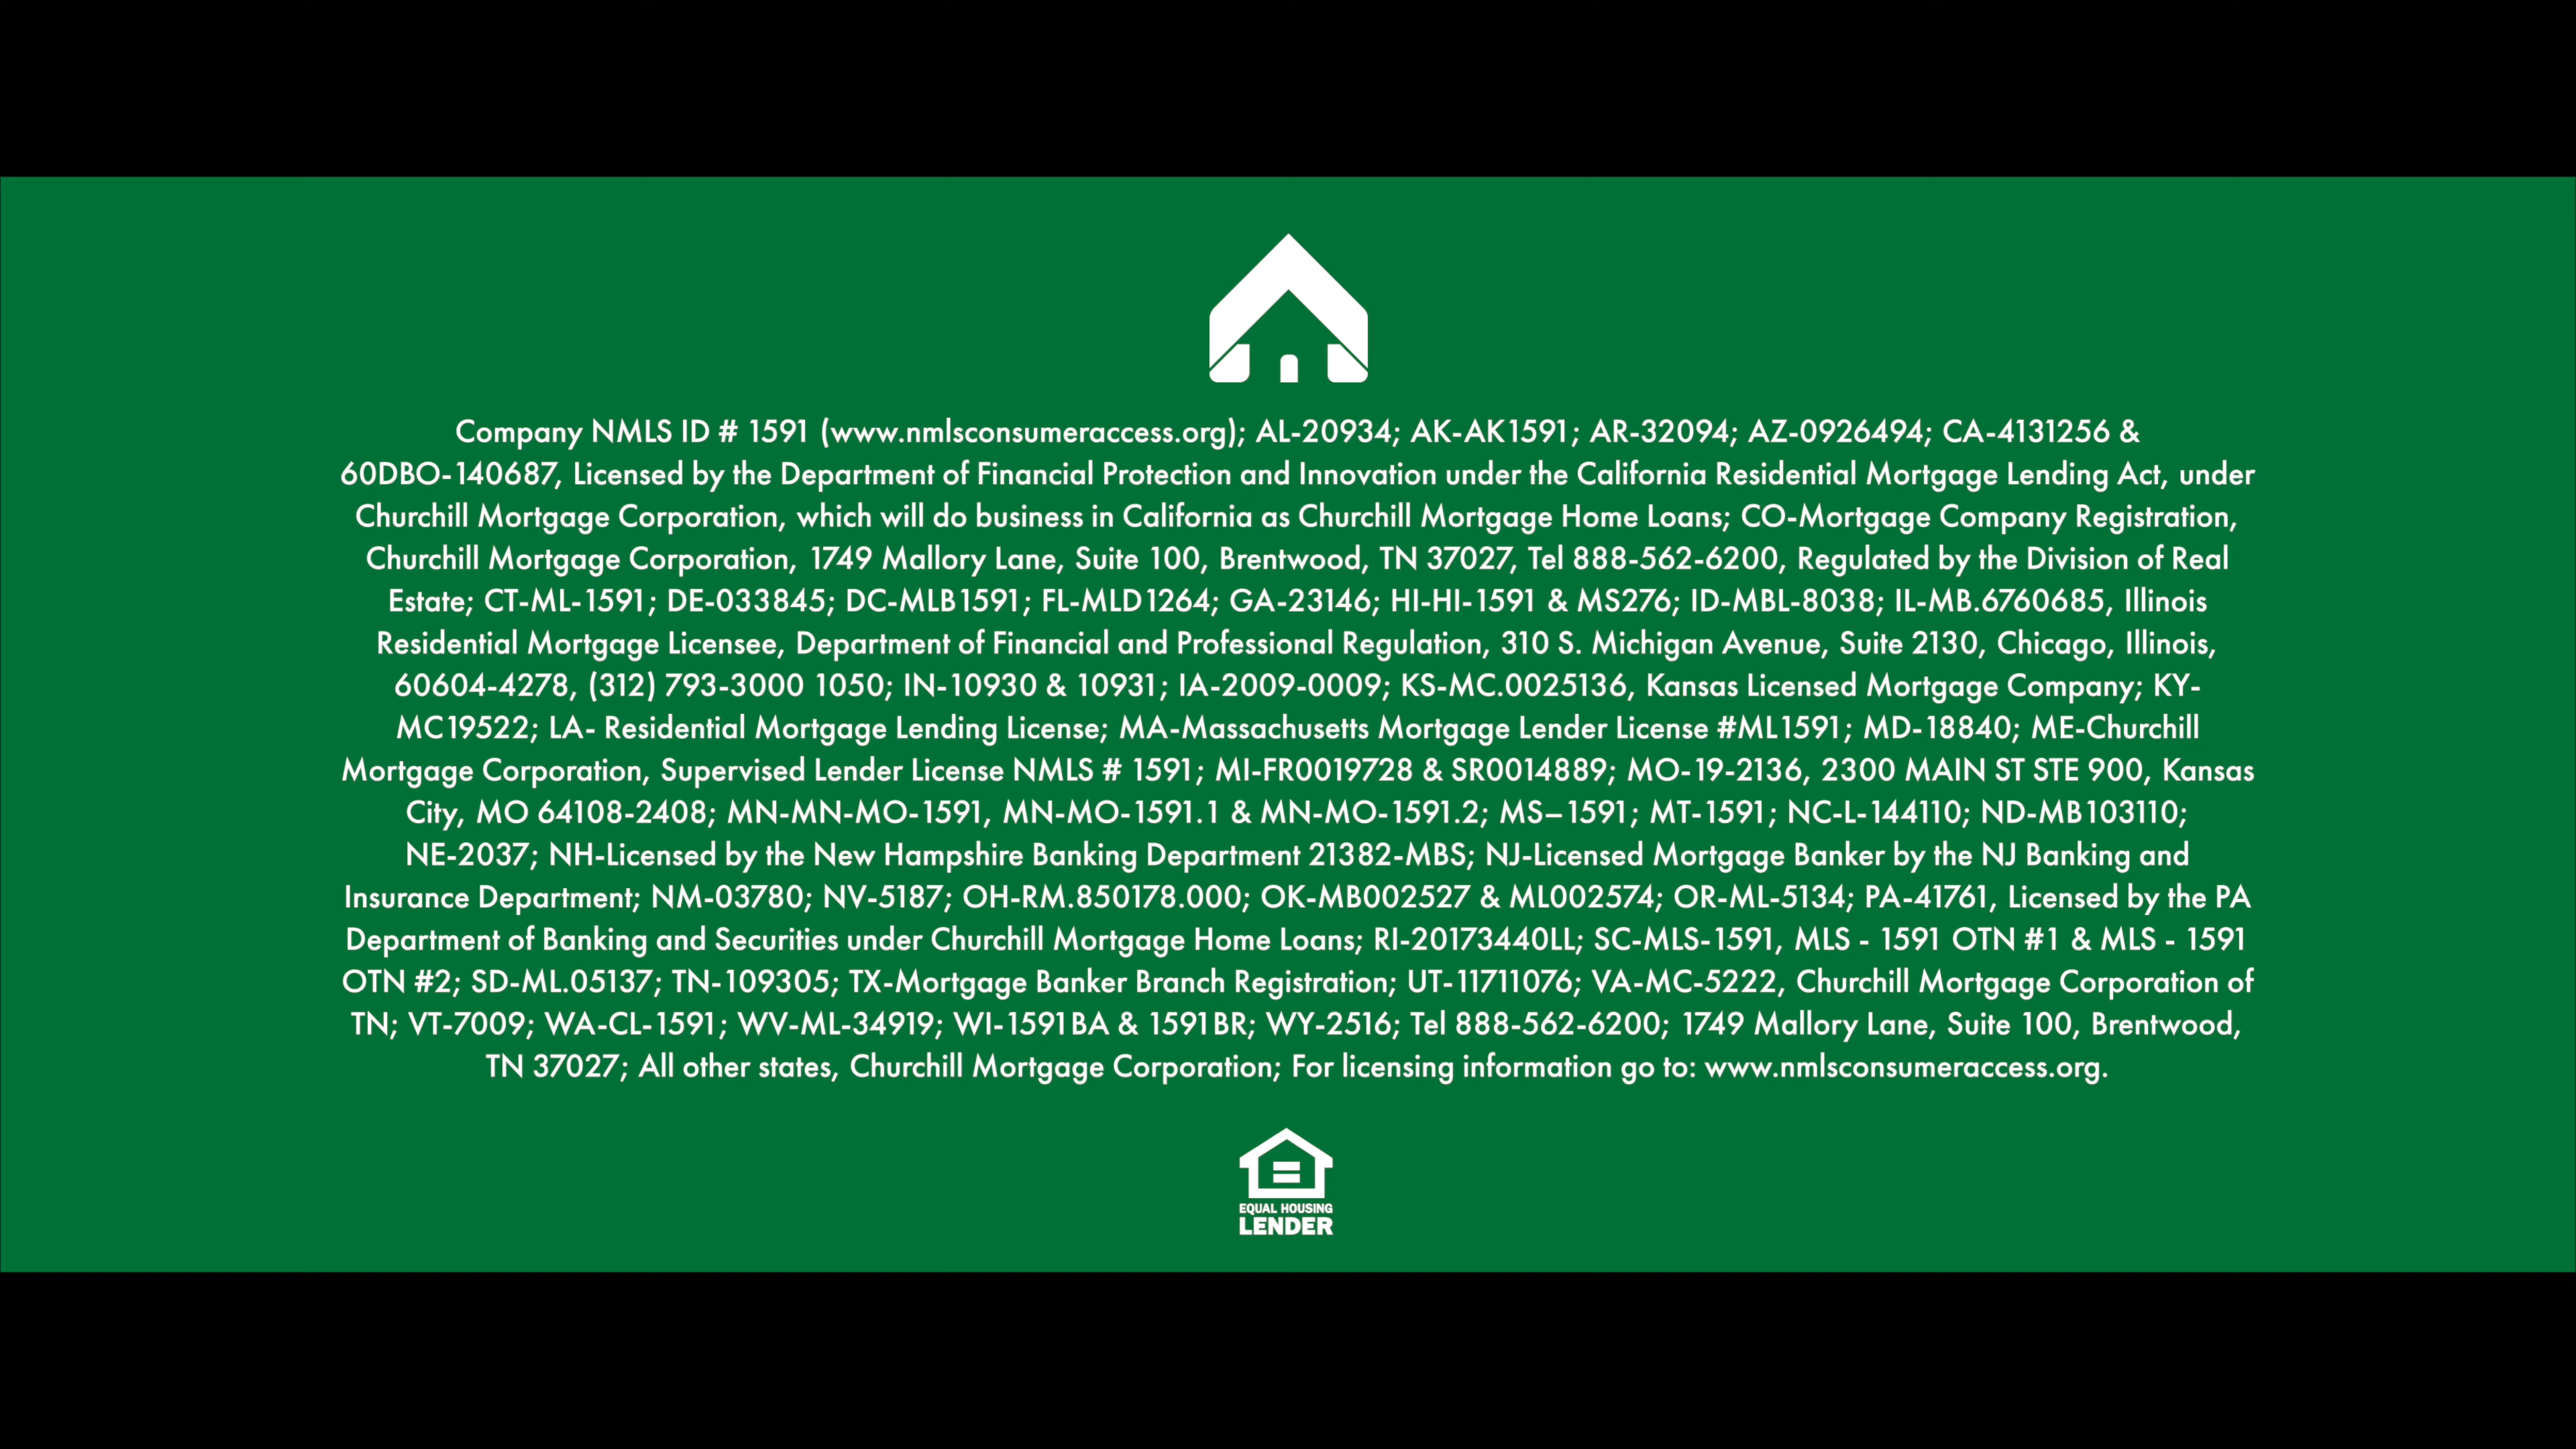 Company NMLS ID # 1591 (www.nmlsconsumeraccess.org); AL-20934; AK-AK1591; AR-32094; AZ-0926494; CA-4131256 &
60DBO-140687, Licensed by the Department of Financial Protection and Innovation under the California Residential Mortgage Lending Act, under
Churchill Mortgage Corporation, which will do business in California as Churchill Mortgage Home Loans; CO-Mortgage Company Registration,
Churchill Mortgage Corporation, 1749 Mallory Lane, Suite 100, Brentwood, TN 37027, Tel 888-562-6200, Regulated by the Division of Real
Estate; CT-ML-1591; DE-033845; DC-MLB1591; FL-MLD1264; GA-23146; HI-HI-1591 & MS276; ID-MBL-8038; IL-MB.6760685, Illinois
Residential Mortgage Licensee, Department of Financial and Professional Regulation, 310 S. Michigan Avenue, Suite 2130, Chicago, Illinois,
60604-4278, (312) 793-3000 1050; IN-10930 & 10931; IA-2009-0009; KS-MC.0025136, Kansas Licensed Mortgage Company; KY-
MC19522; LA- Residential Mortgage Lending License; MA-Massachusetts Mortgage Lender License #ML1591; MD-18840; ME-Churchill
Mortgage Corporation, Supervised Lender License NMLS # 1591; MI-FR0019728 & SR0014889; MO-19-2136, 2300 MAIN ST STE 900, Kansas
City, MO 64108-2408; MN-MN-MO-1591, MN-MO-1591.1 & MN-MO-1591.2; MS–1591; MT-1591; NC-L-144110; ND-MB103110;
NE-2037; NH-Licensed by the New Hampshire Banking Department 21382-MBS; NJ-Licensed Mortgage Banker by the NJ Banking and
Insurance Department; NM-03780; NV-5187; OH-RM.850178.000; OK-MB002527 & ML002574; OR-ML-5134; PA-41761, Licensed by the PA
Department of Banking and Securities under Churchill Mortgage Home Loans; RI-20173440LL; SC-MLS-1591, MLS - 1591 OTN #1 & MLS - 1591
OTN #2; SD-ML.05137; TN-109305; TX-Mortgage Banker Branch Registration; UT-11711076; VA-MC-5222, Churchill Mortgage Corporation of
TN; VT-7009; WA-CL-1591; WV-ML-34919; WI-1591BA & 1591BR; WY-2516; Tel 888-562-6200; 1749 Mallory Lane, Suite 100, Brentwood,
TN 37027; All other states, Churchill Mortgage Corporation; For licensing information go to: www.nmlsconsumeraccess.org.
EQUAL HOUSING
LENDER